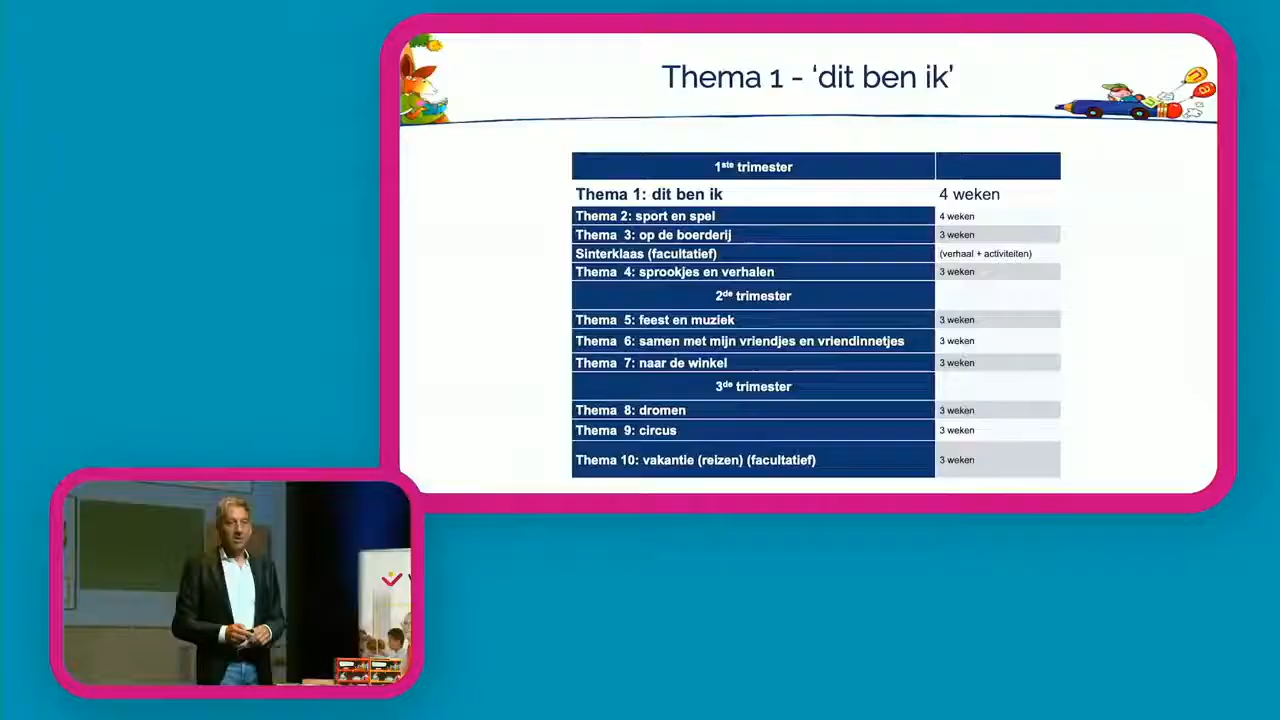 Thema 1 - ‘dit ben ik’
1ste trimester
Thema 1: dit ben ik 4 weken
Thema 2: sport en spel 4 weken
Thema 3: op de boerderij 3 weken
Sinterklaas (facultatief) (verhaal + activiteiten)
Thema 4: sprookjes en verhalen 3 weken
2de trimester
Thema 5: feest en muziek 3 weken
Thema 6: samen met mijn vriendjes en vriendinnetjes 3 weken
Thema 7: naar de winkel 3 weken
3de trimester
Thema 8: dromen 3 weken
Thema 9: circus 3 weken
Thema 10: vakantie (reizen) (facultatief) 3 weken